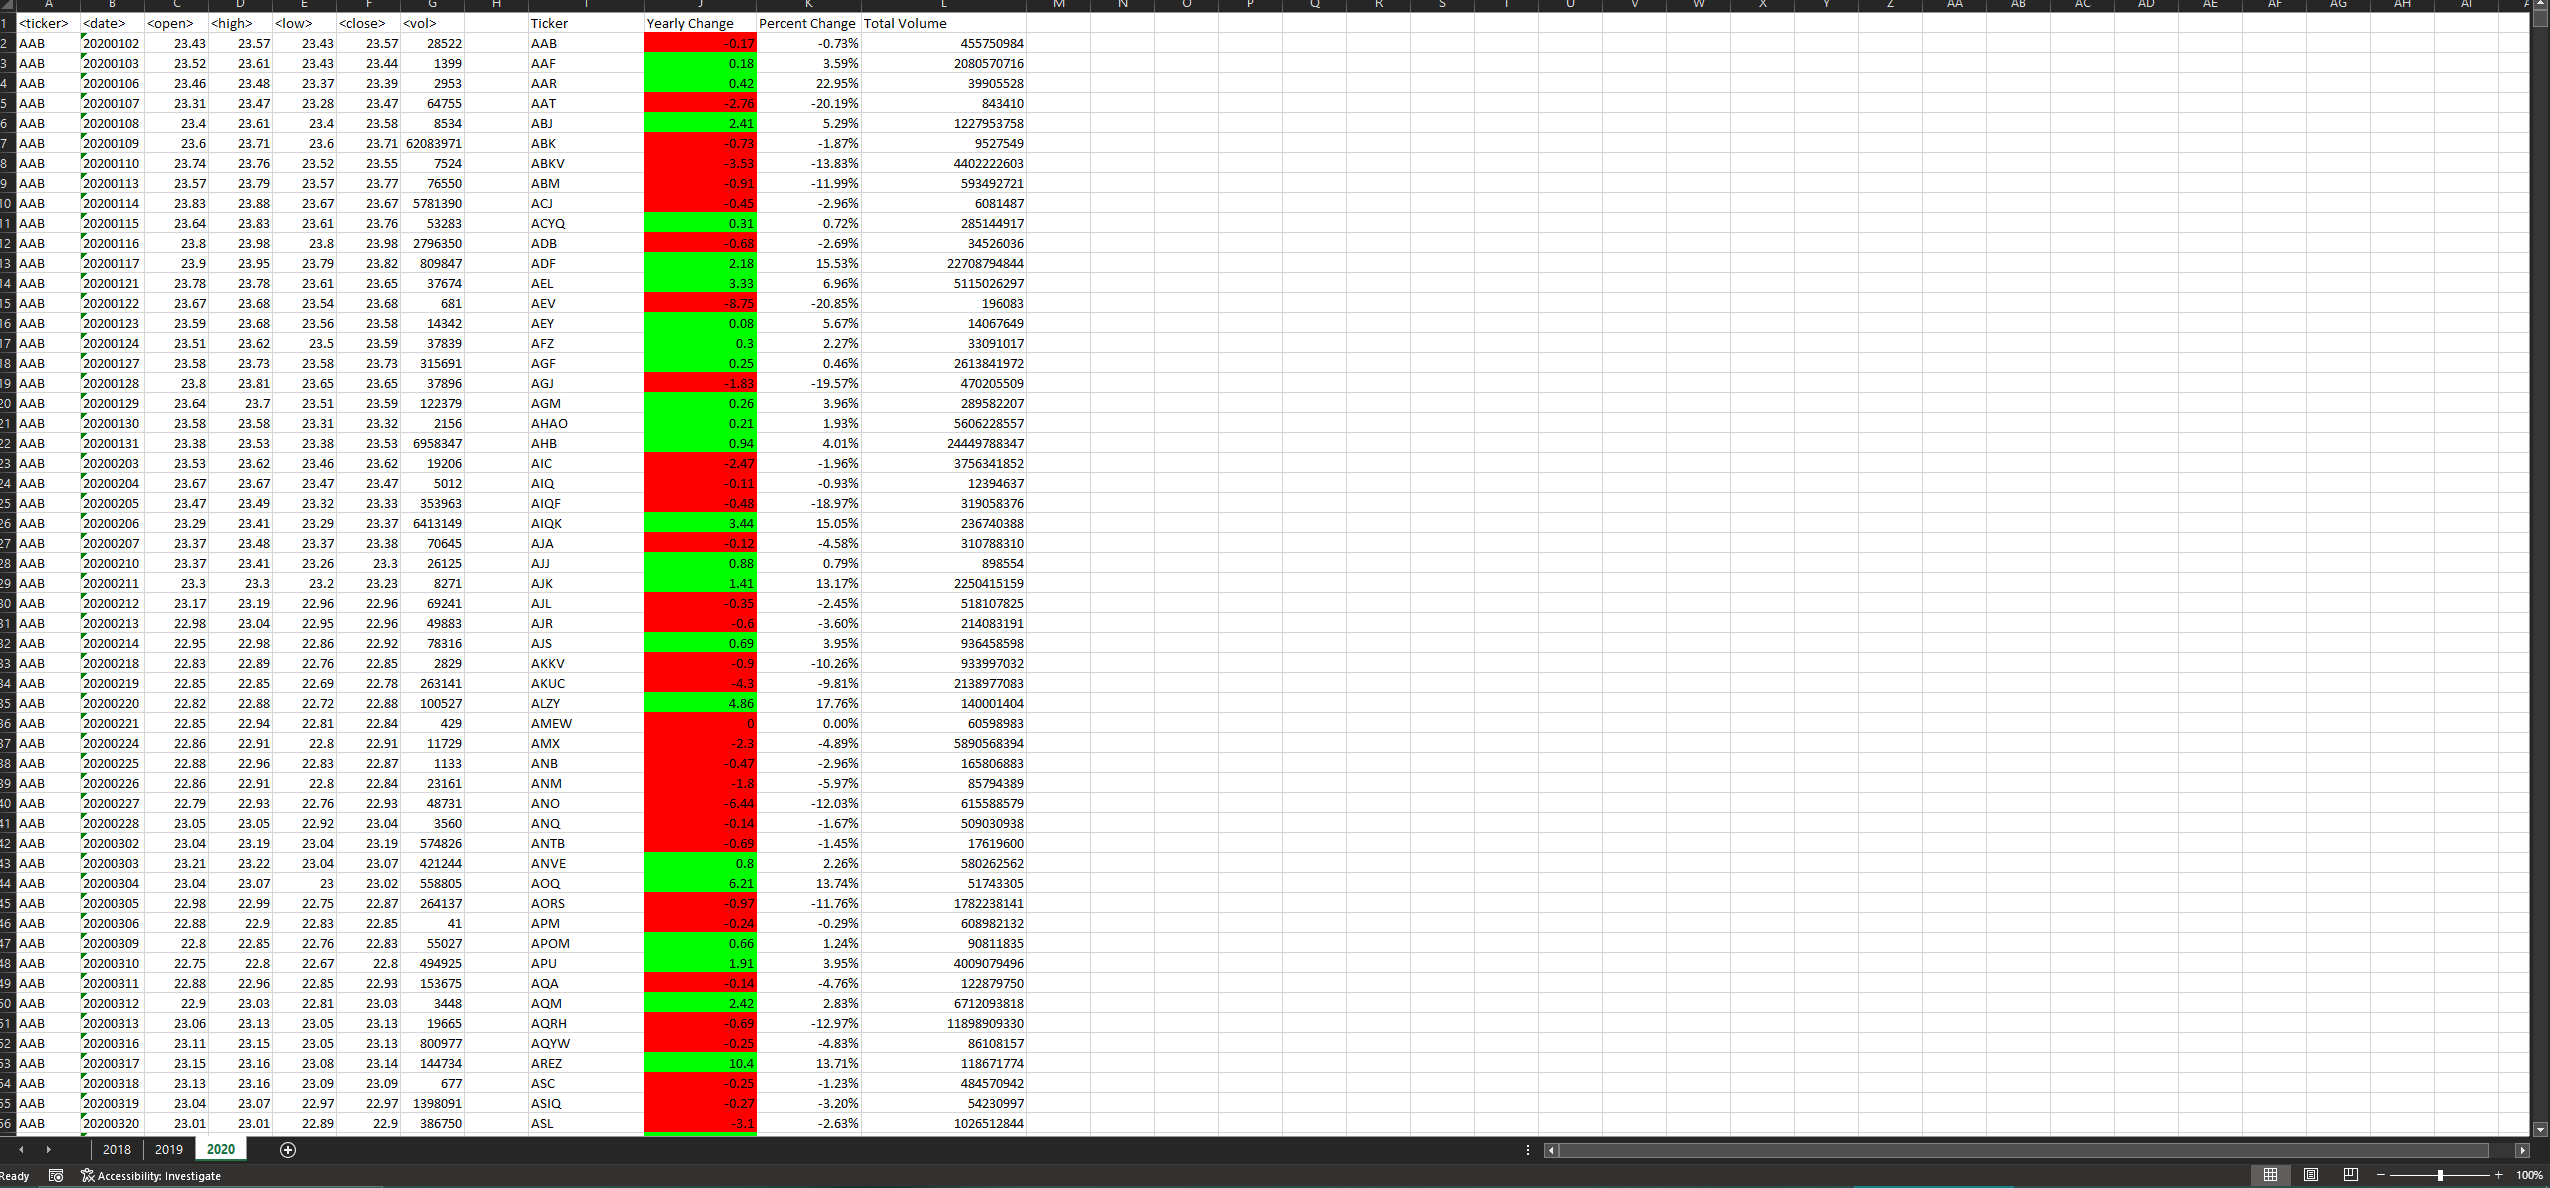 A B C D E F G H I J K L M N O P Q R S T U V W X Y Z AA AB AC AD AE AF AG AH AI
1 <ticker> <date> <open> <high> <low> <close> <vol> Ticker Yearly Change Percent Change Total Volume
2 AAB 20200102 23.43 23.57 23.43 23.57 28522 AAB -0.17 -0.73% 455750984
3 AAB 20200103 23.52 23.61 23.43 23.44 1399 AAF 0.18 3.59% 2080570716
4 AAB 20200106 23.46 23.48 23.37 23.39 2953 AAR 0.42 22.95% 39905528
5 AAB 20200107 23.31 23.47 23.28 23.47 64755 AAT -2.76 -20.19% 843410
6 AAB 20200108 23.4 23.61 23.4 23.58 8534 ABJ 2.41 5.29% 1227953758
7 AAB 20200109 23.6 23.71 23.6 23.71 62083971 ABK -0.73 -1.87% 9527549
8 AAB 20200110 23.74 23.76 23.52 23.55 7524 ABKV -3.53 -13.83% 4402222603
9 AAB 20200113 23.57 23.79 23.57 23.77 76550 ABM -0.91 -11.99% 593492721
10 AAB 20200114 23.83 23.88 23.67 23.67 5781390 ACJ -0.45 -2.96% 6081487
11 AAB 20200115 23.64 23.83 23.61 23.76 53283 ACYQ 0.31 0.72% 285144917
12 AAB 20200116 23.8 23.98 23.8 23.98 2796350 ADB -0.68 -2.69% 34526036
13 AAB 20200117 23.9 23.95 23.79 23.82 809847 ADF 2.18 15.53% 22708794844
14 AAB 20200121 23.78 23.78 23.61 23.65 37674 AEL 3.33 6.96% 5115026297
15 AAB 20200122 23.67 23.68 23.54 23.68 681 AEV -8.75 -20.85% 196083
16 AAB 20200123 23.59 23.68 23.56 23.58 14342 AEY 0.08 5.67% 14067649
17 AAB 20200124 23.51 23.62 23.5 23.59 37839 AFZ 0.3 2.27% 33091017
18 AAB 20200127 23.58 23.73 23.58 23.73 315691 AGF 0.25 0.46% 2613841972
19 AAB 20200128 23.8 23.81 23.65 23.65 37896 AGJ -1.83 -19.57% 470205509
20 AAB 20200129 23.64 23.7 23.51 23.59 122379 AGM 0.26 3.96% 289582207
21 AAB 20200130 23.58 23.58 23.31 23.32 2156 AHAO 0.21 1.93% 5606228557
22 AAB 20200131 23.38 23.53 23.38 23.53 6958347 AHB 0.94 4.01% 24449788347
23 AAB 20200203 23.53 23.62 23.46 23.62 19206 AIC -2.47 -1.96% 3756341852
24 AAB 20200204 23.67 23.67 23.47 23.47 5012 AIQ -0.11 -0.93% 12394637
25 AAB 20200205 23.47 23.49 23.32 23.33 353963 AIQF -0.48 -18.97% 319058376
26 AAB 20200206 23.29 23.41 23.29 23.37 6413149 AIQK 3.44 15.05% 236740388
27 AAB 20200207 23.37 23.48 23.37 23.38 70645 AJA -0.12 -4.58% 310788310
28 AAB 20200210 23.37 23.41 23.26 23.3 26125 AJJ 0.88 0.79% 898554
29 AAB 20200211 23.3 23.3 23.2 23.23 8271 AJK 1.41 13.17% 2250415159
30 AAB 20200212 23.17 23.19 22.96 22.96 69241 AJL -0.35 -2.45% 518107825
31 AAB 20200213 22.98 23.04 22.95 22.96 49883 AJR -0.6 -3.60% 214083191
32 AAB 20200214 22.95 22.98 22.86 22.92 78316 AJS 0.69 3.95% 936458598
33 AAB 20200218 22.83 22.89 22.76 22.85 2829 AKKV -0.9 -10.26% 933997032
34 AAB 20200219 22.85 22.85 22.69 22.78 263141 AKUC -4.3 -9.81% 2138977083
35 AAB 20200220 22.82 22.88 22.72 22.88 100527 ALZY 4.86 17.76% 140001404
36 AAB 20200221 22.85 22.94 22.81 22.84 429 AMEW 0 0.00% 60598983
37 AAB 20200224 22.86 22.91 22.8 22.91 11729 AMX -2.3 -4.89% 5890568394
38 AAB 20200225 22.88 22.96 22.83 22.87 1133 ANB -0.47 -2.96% 165806883
39 AAB 20200226 22.86 22.91 22.8 22.84 23161 ANM -1.8 -5.97% 85794389
40 AAB 20200227 22.79 22.93 22.76 22.93 48731 ANO -6.44 -12.03% 615588579
41 AAB 20200228 23.05 23.05 22.92 23.04 3560 ANQ -0.14 -1.67% 509030938
42 AAB 20200302 23.04 23.19 23.04 23.19 574826 ANTB -0.69 -1.45% 17619600
43 AAB 20200303 23.21 23.22 23.04 23.07 421244 ANVE 0.8 2.26% 580262562
44 AAB 20200304 23.04 23.07 23 23.02 558805 AOQ 6.21 13.74% 51743305
45 AAB 20200305 22.98 22.99 22.75 22.87 264137 AORS -0.97 -11.76% 1782238141
46 AAB 20200306 22.88 22.9 22.83 22.85 41 APM -0.24 -0.29% 608982132
47 AAB 20200309 22.8 22.85 22.76 22.83 55027 APOM 0.66 1.24% 90811835
48 AAB 20200310 22.75 22.8 22.67 22.8 494925 APU 1.91 3.95% 4009079496
49 AAB 20200311 22.88 22.96 22.85 22.93 153675 AQA -0.14 -4.76% 122879750
50 AAB 20200312 22.9 23.03 22.81 23.03 3448 AQM 2.42 2.83% 6712093818
51 AAB 20200313 23.06 23.13 23.05 23.13 19665 AQRH -0.69 -12.97% 11898909330
52 AAB 20200316 23.11 23.15 23.05 23.13 800977 AQYW -0.25 -4.83% 86108157
53 AAB 20200317 23.15 23.16 23.08 23.14 144734 AREZ 10.4 13.71% 118671774
54 AAB 20200318 23.13 23.16 23.09 23.09 677 ASC -0.25 -1.23% 484570942
55 AAB 20200319 23.04 23.07 22.97 22.97 1398091 ASIQ -0.27 -3.20% 54230997
56 AAB 20200320 23.01 23.01 22.89 22.9 386750 ASL -3.1 -2.63% 1026512844
2018 2019 2020
Ready Accessibility: Investigate 100%